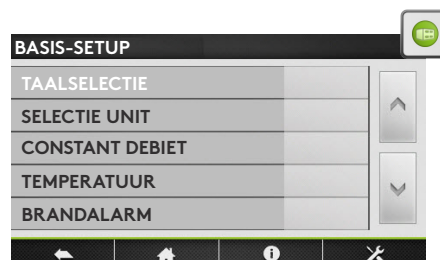 BASIS-SETUP
TAALSELECTIE
SELECTIE UNIT
CONSTANT DEBIET
TEMPERATUUR
BRANDALARM